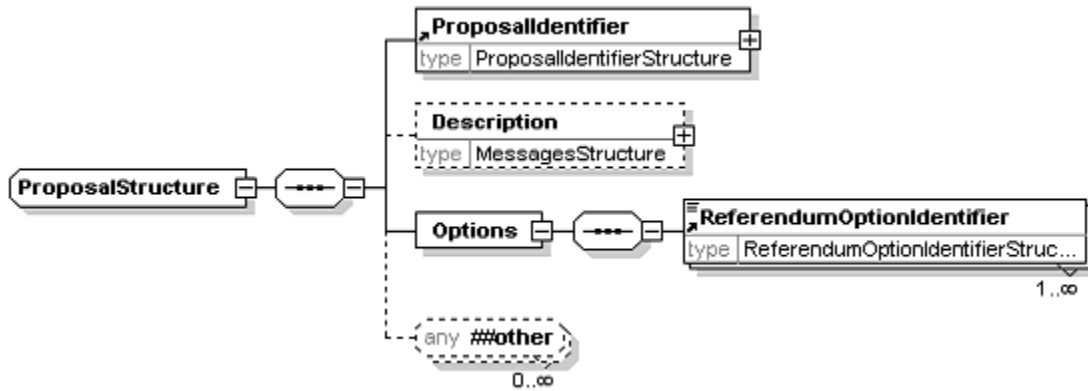 ProposalIdentifier
type ProposalIdentifierStructure
Description
type MessagesStructure
ProposalStructure
Options
ReferendumOptionIdentifier
type ReferendumOptionIdentifierStruc...
1..∞
any ##other
0..∞